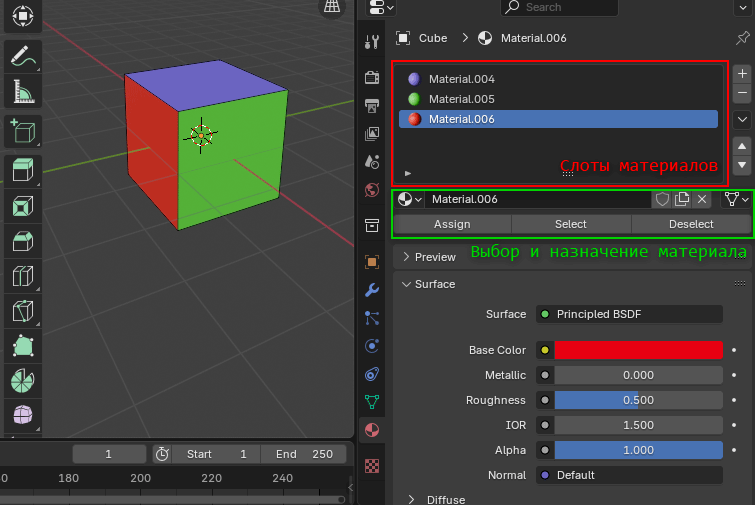 Search
Cube > Material.006
Material.004
Material.005
Material.006
Слоты материалов
Material.006
Assign Select Deselect
Preview
Выбор и назначение материала
Surface
Surface Principled BSDF
Base Color
Metallic 0.000
Roughness 0.500
IOR 1.500
Alpha 1.000
Normal Default
Diffuse
1 Start 1 End 250
180 200 220 240